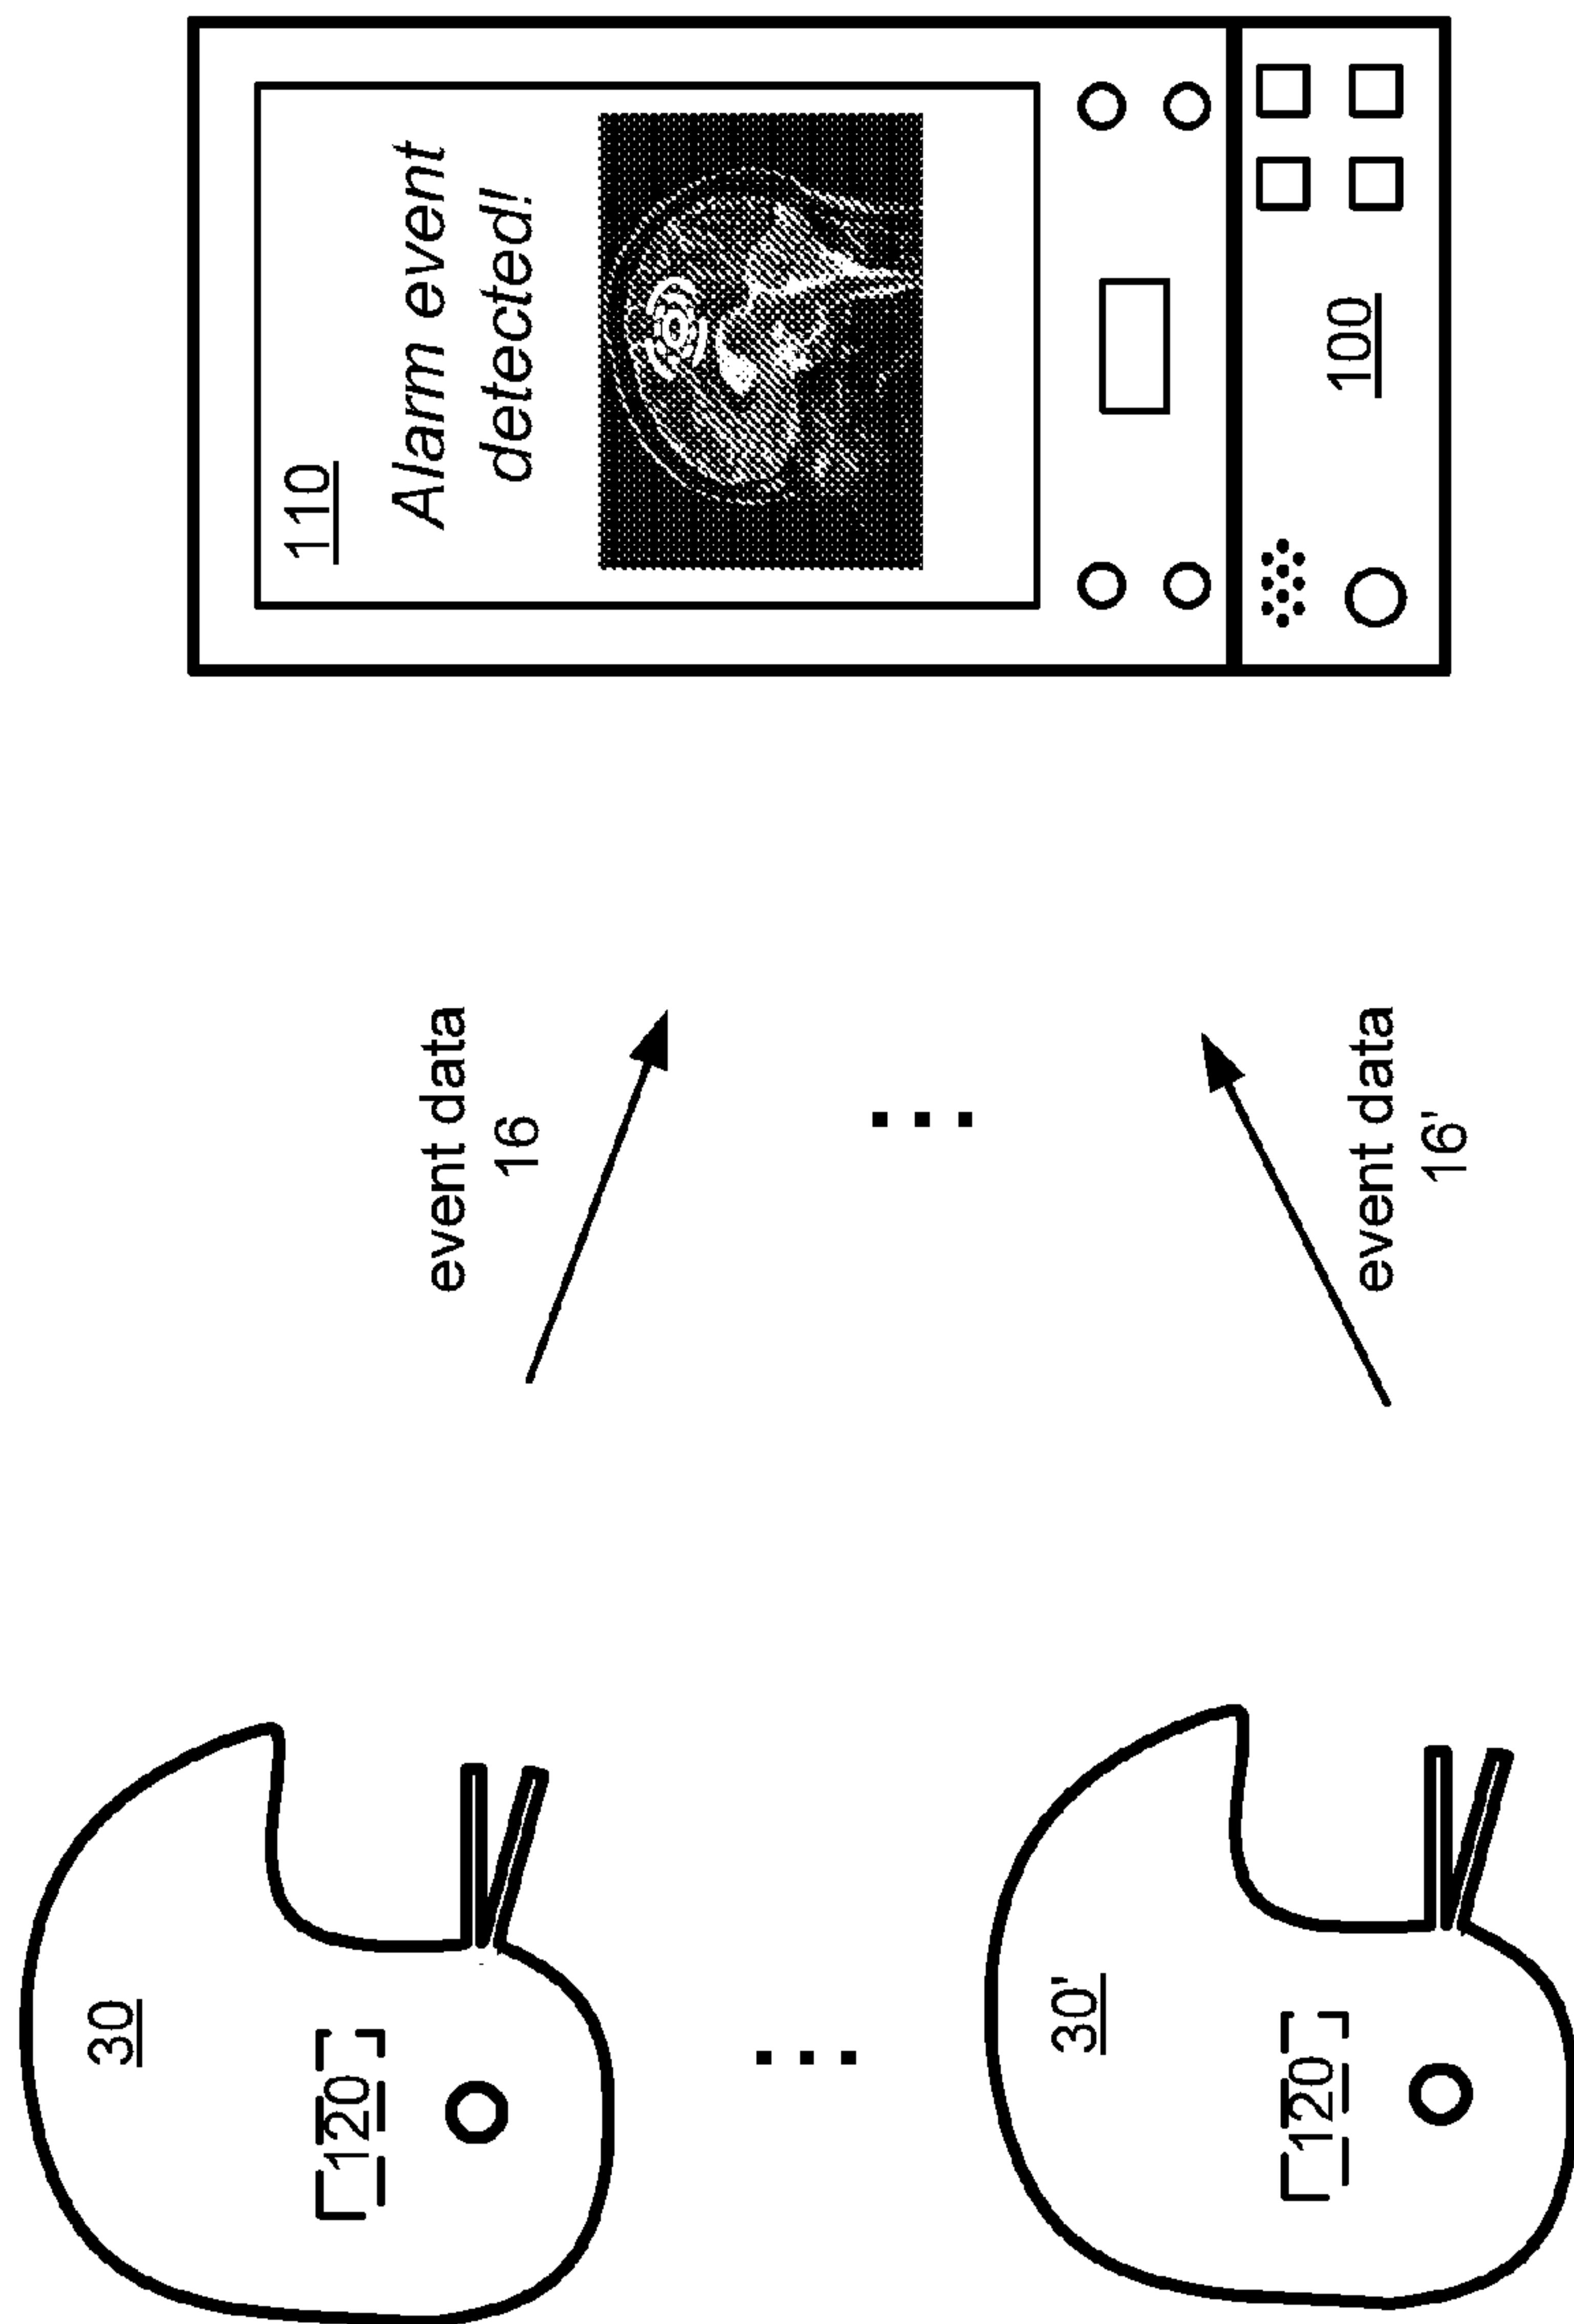 30
120
30'
120
event data
16
event data
16'
110
Alarm event
detected!
100